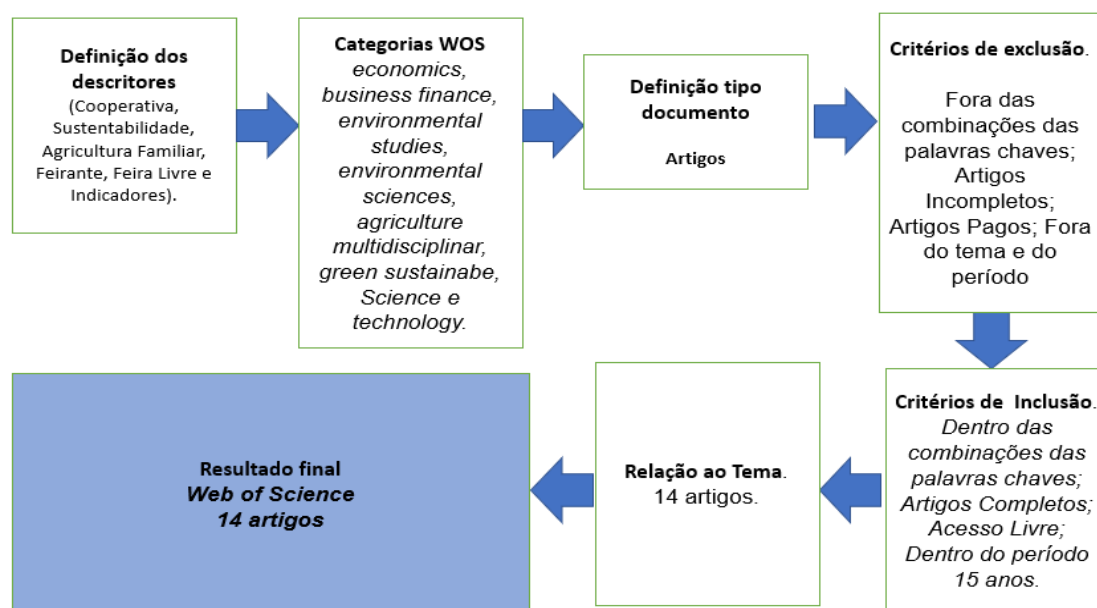 Definição dos
descritores
(Cooperativa,
Sustentabilidade,
Agricultura Familiar,
Feirante, Feira Livre e
Indicadores).
Categorias WOS
economics,
business finance,
environmental
studies,
environmental
sciences,
agriculture
multidisciplinar,
green sustainabe,
Science e
technology.
Definição tipo
documento
Artigos
Critérios de exclusão.
Fora das
combinações das
palavras chaves;
Artigos
Incompletos;
Artigos Pagos; Fora
do tema e do
período
Critérios de Inclusão.
Dentro das
combinações das
palavras chaves;
Artigos Completos;
Acesso Livre;
Dentro do período
15 anos.
Relação ao Tema.
14 artigos.
Resultado final
Web of Science
14 artigos